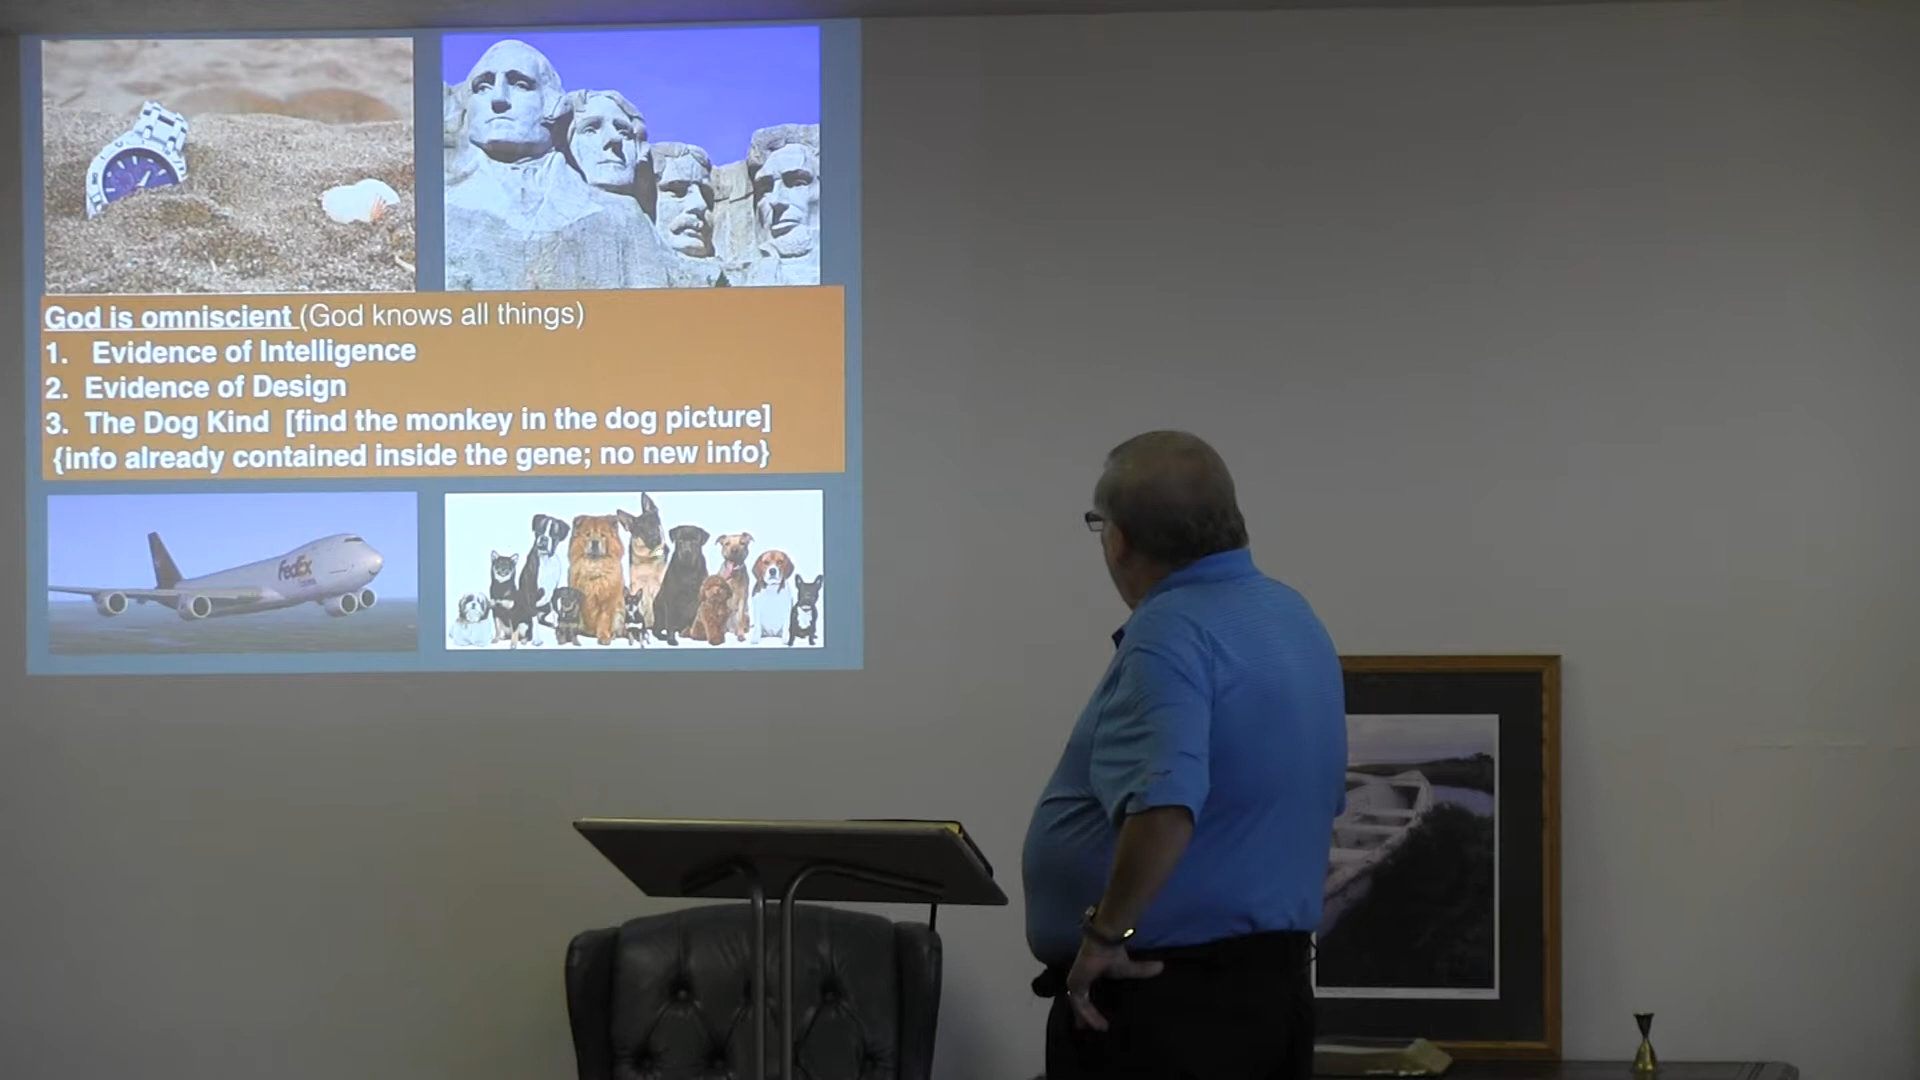 God is omniscient (God knows all things)
1. Evidence of Intelligence
2. Evidence of Design
3. The Dog Kind [find the monkey in the dog picture]
{info already contained inside the gene; no new info}
FedEx